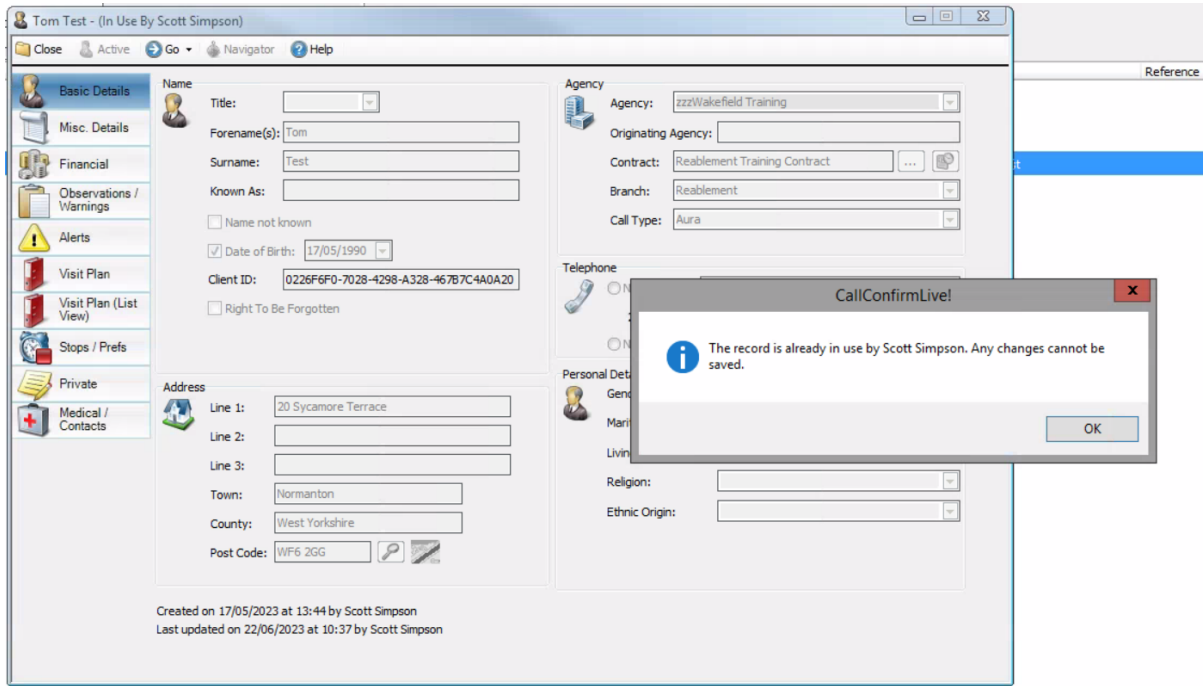 Tom Test - (In Use By Scott Simpson)
Close Active Go Navigator Help
Reference
Basic Details
Misc. Details
Financial
Observations /
Warnings
Alerts
Visit Plan
Visit Plan (List
View)
Stops / Prefs
Private
Medical /
Contacts
Name
Title:
Forename(s): Tom
Surname: Test
Known As:
Name not known
Date of Birth: 17/05/1990
Client ID: 0226F6F0-7028-4298-A328-467B7C4A0A20
Right To Be Forgotten
Address
Line 1: 20 Sycamore Terrace
Line 2:
Line 3:
Town: Normanton
County: West Yorkshire
Post Code: WF6 2GG
Agency
Agency: zzzWakefield Training
Originating Agency:
Contract: Reablement Training Contract ...
Branch: Reablement
Call Type: Aura
Telephone
Personal Deta
Gend
Marit
Livin
Religion:
Ethnic Origin:
CallConfirmLive!
X
The record is already in use by Scott Simpson. Any changes cannot be
saved.
OK
Created on 17/05/2023 at 13:44 by Scott Simpson
Last updated on 22/06/2023 at 10:37 by Scott Simpson